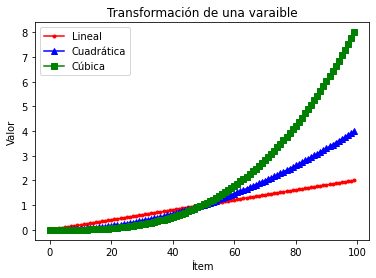 Transformación de una varaible
Lineal
Cuadrática
Cúbica
8
7
6
5
4
3
2
1
0
Valor
0 20 40 60 80 100
Ítem